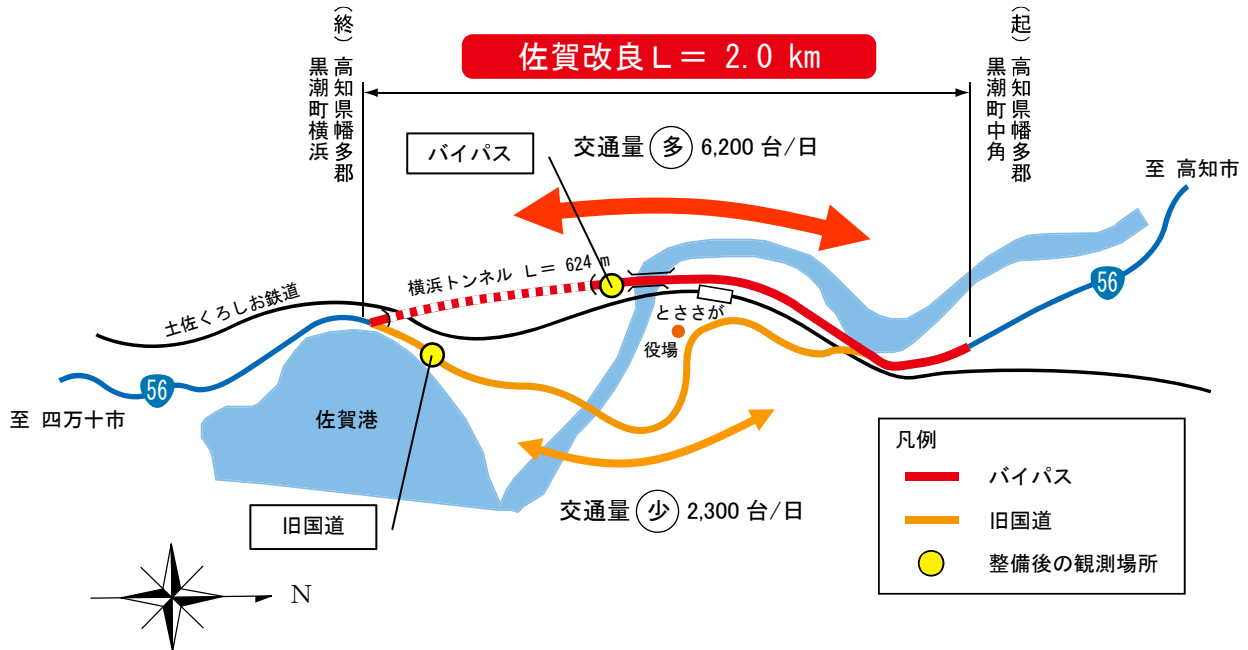 佐賀改良L＝ 2.0 km
（終）高知県幡多郡
黒潮町横浜
（起）高知県幡多郡
黒潮町中角
バイパス
交通量 多 6,200 台/日
至 高知市
横浜トンネル L＝ 624 m
土佐くろしお鉄道
56
とささが
役場
56
至 四万十市
佐賀港
旧国道
交通量 少 2,300 台/日
凡例
バイパス
旧国道
整備後の観測場所
N